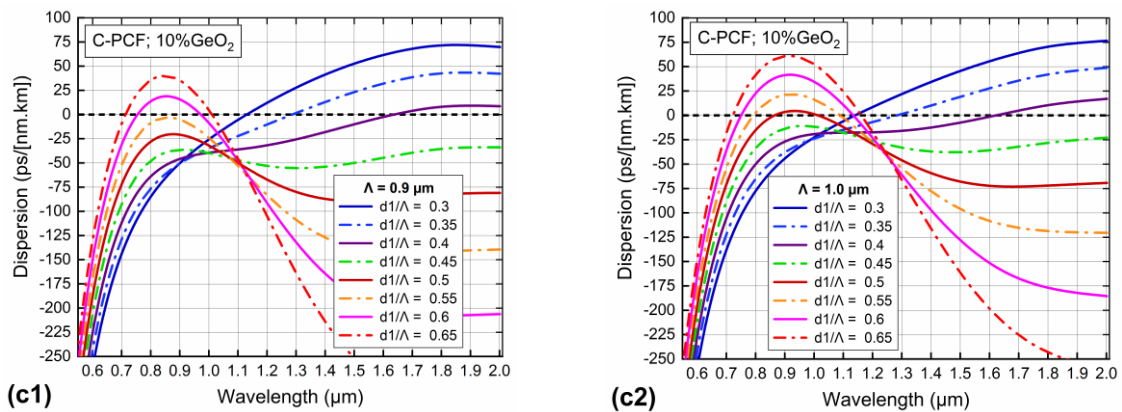 C-PCF; 10%GeO₂
Dispersion (ps/[nm.km])
75
50
25
0
-25
-50
-75
-100
-125
-150
-175
-200
-225
-250
Λ = 0.9 µm
d1/Λ = 0.3
d1/Λ = 0.35
d1/Λ = 0.4
d1/Λ = 0.45
d1/Λ = 0.5
d1/Λ = 0.55
d1/Λ = 0.6
d1/Λ = 0.65
0.6 0.7 0.8 0.9 1.0 1.1 1.2 1.3 1.4 1.5 1.6 1.7 1.8 1.9 2.0
Wavelength (µm)
(c1)
C-PCF; 10%GeO₂
Dispersion (ps/[nm.km])
100
75
50
25
0
-25
-50
-75
-100
-125
-150
-175
-200
-225
-250
Λ = 1.0 µm
d1/Λ = 0.3
d1/Λ = 0.35
d1/Λ = 0.4
d1/Λ = 0.45
d1/Λ = 0.5
d1/Λ = 0.55
d1/Λ = 0.6
d1/Λ = 0.65
0.6 0.7 0.8 0.9 1.0 1.1 1.2 1.3 1.4 1.5 1.6 1.7 1.8 1.9 2.0
Wavelength (µm)
(c2)